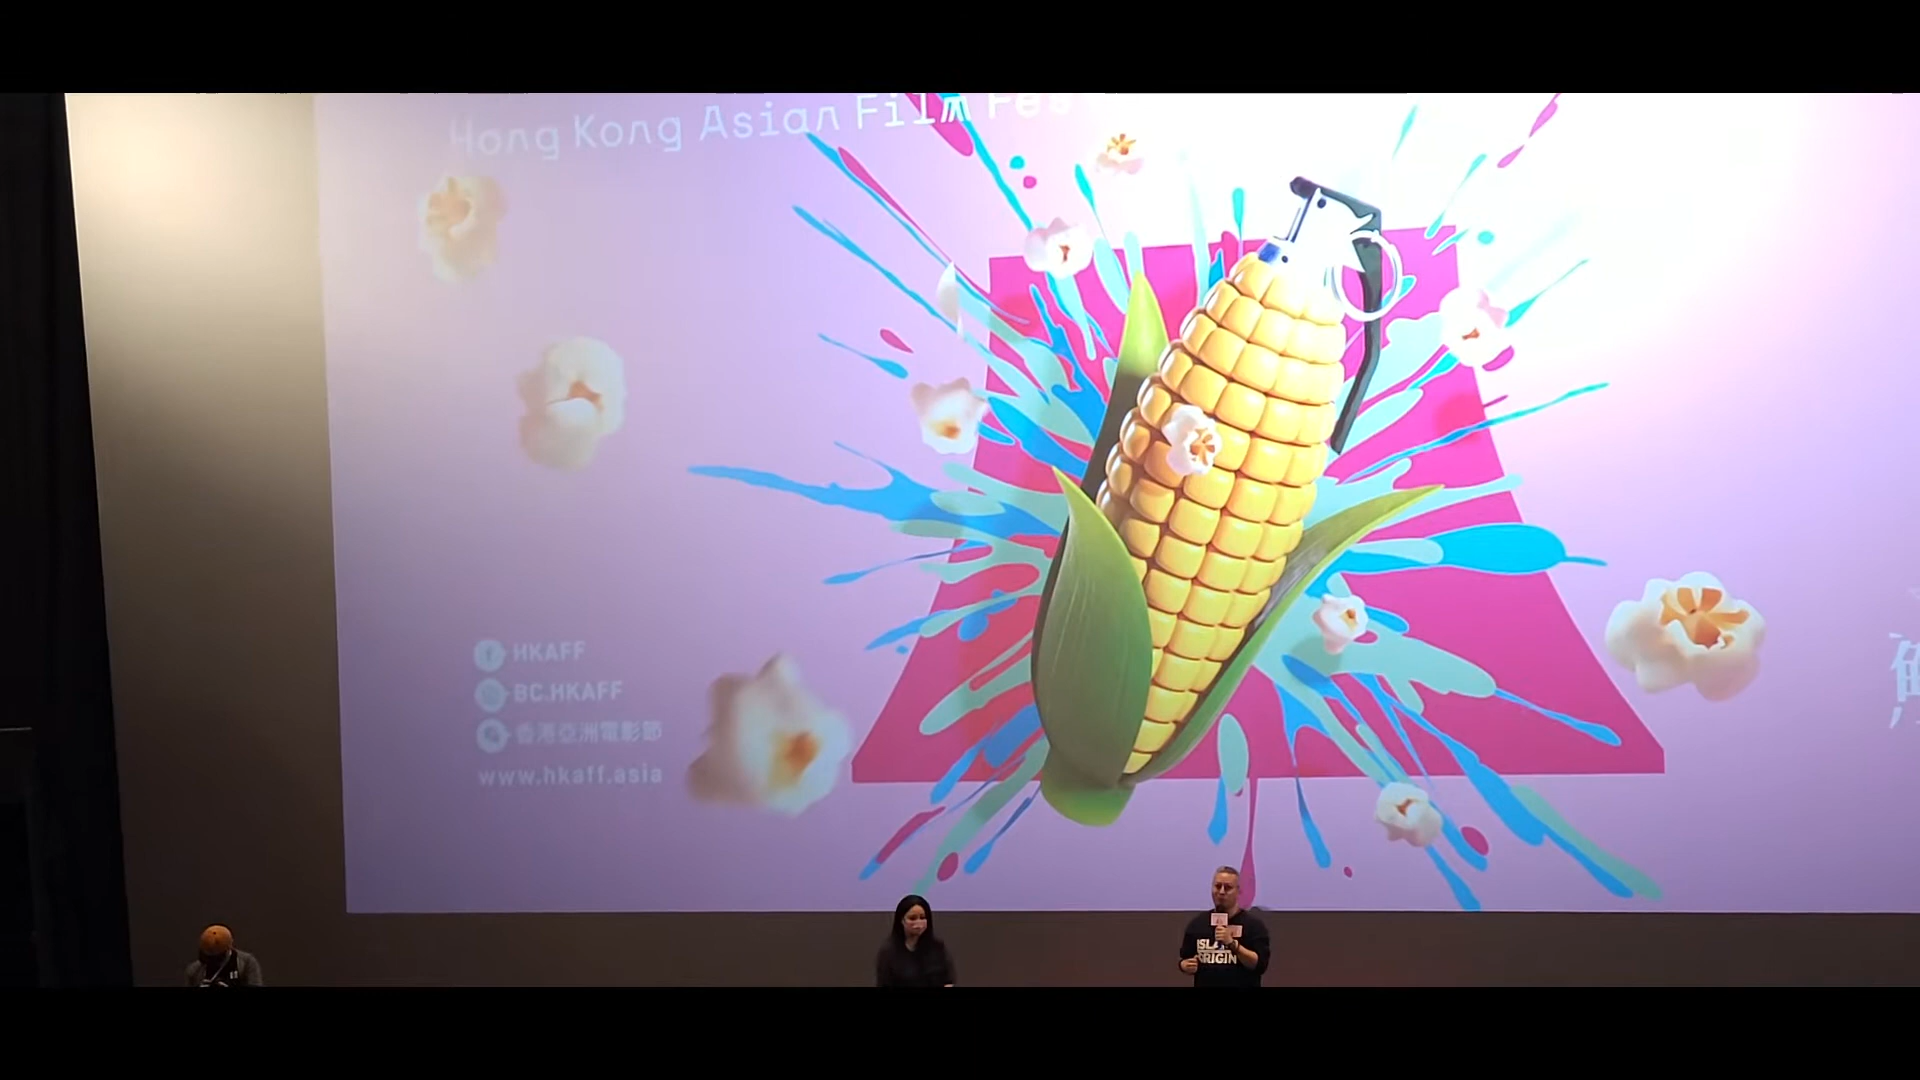 Hong Kong Asian Film Fes
HKAFF
BC.HKAFF
香港亞洲電影節
www.hkaff.asia